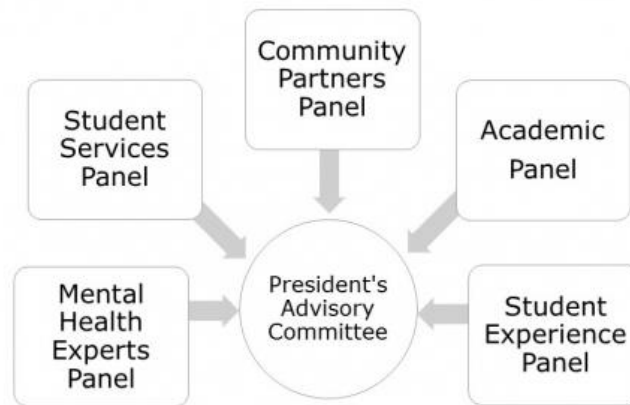 Community
Partners
Panel
Student
Services
Panel
Academic
Panel
Mental
Health
Experts
Panel
President's
Advisory
Committee
Student
Experience
Panel